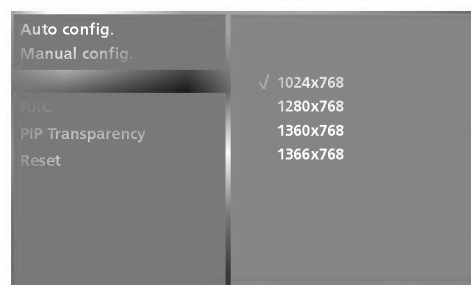 Auto config.
Manual config.
✓ 1024x768
ARC
1280x768
PIP Transparency
1360x768
Reset
1366x768